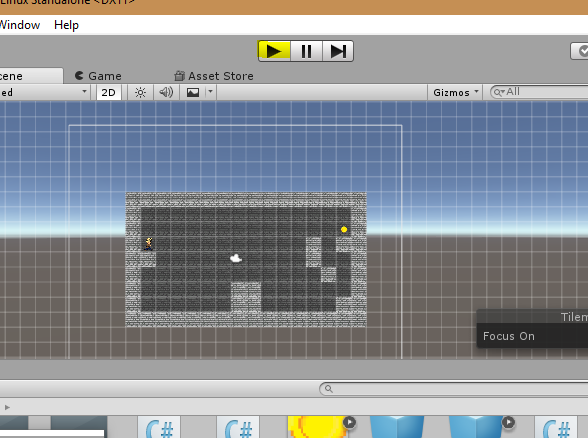 Linux Standalone <DX11>
Window Help
cene Game Asset Store
ed 2D Gizmos All
Tilem
Focus On
C# C# C#